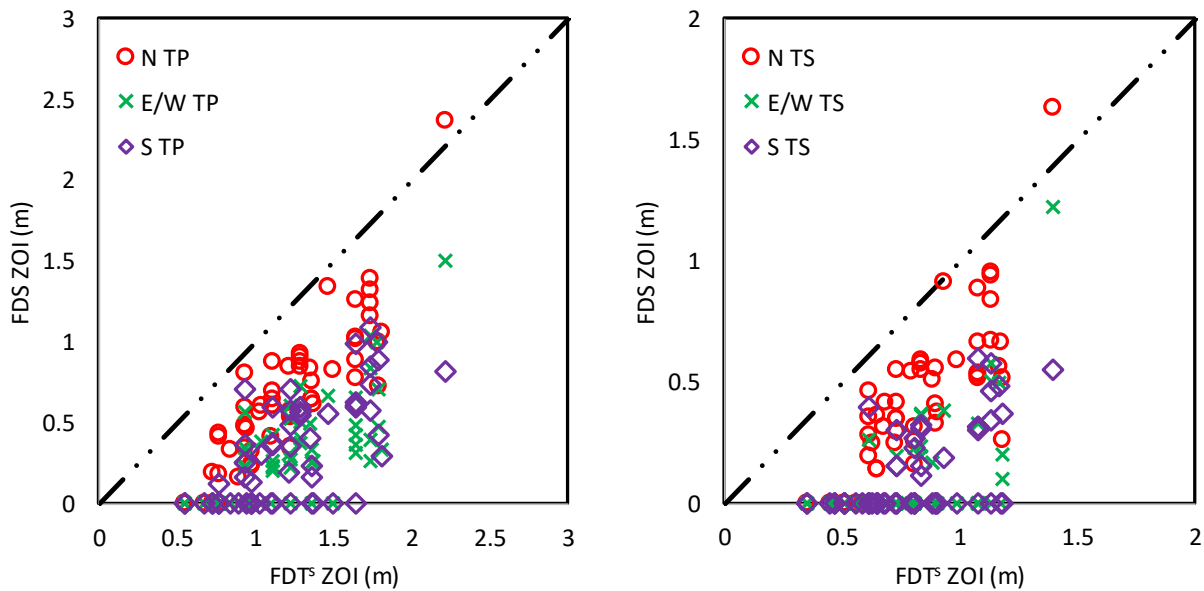 3
2.5
2
1.5
1
0.5
0
0
0.5
1
1.5
2
2.5
3
FDS ZOI (m)
FDTˢ ZOI (m)
N TP
E/W TP
S TP
2
1.5
1
0.5
0
0
0.5
1
1.5
2
FDS ZOI (m)
FDTˢ ZOI (m)
N TS
E/W TS
S TS